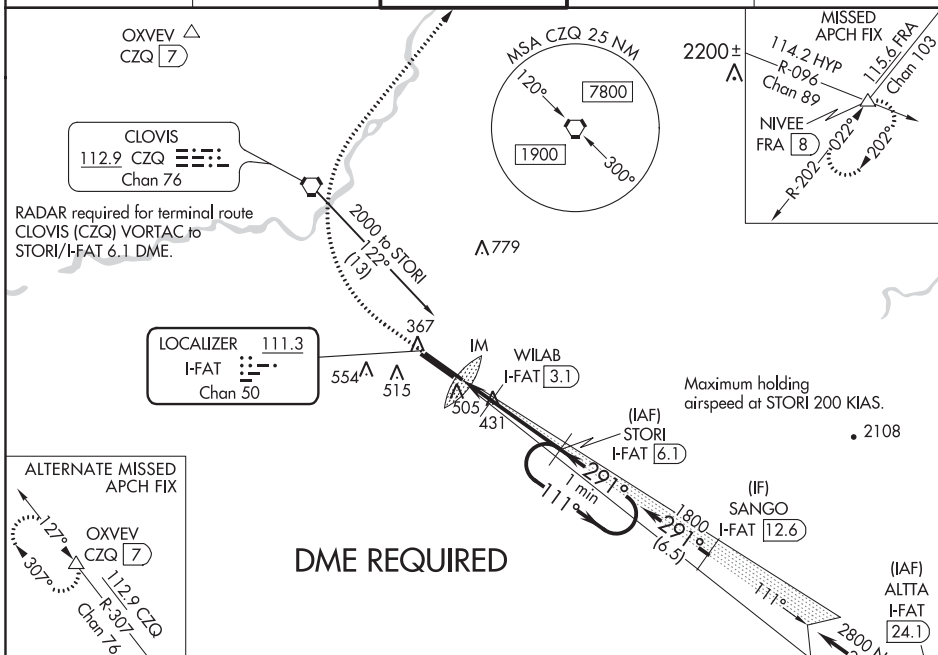 OXVEV
CZQ 7
CLOVIS
112.9 CZQ
Chan 76
RADAR required for terminal route
CLOVIS (CZQ) VORTAC to
STORI/I-FAT 6.1 DME.
2000 to STORI
122°
(13)
MSA CZQ 25 NM
120°
7800
1900
300°
2200±
MISSED
APCH FIX
114.2 HYP
R-096
Chan 89
115.6 FRA
Chan 103
NIVEE
FRA 8
R-202
022°
202°
779
LOCALIZER 111.3
I-FAT
Chan 50
367
554
515
IM
505
431
WILAB
I-FAT 3.1
Maximum holding
airspeed at STORI 200 KIAS.
2108
(IAF)
STORI
I-FAT 6.1
291°
1 min
111°
1800
291°
(6.5)
(IF)
SANGO
I-FAT 12.6
111°
(IAF)
ALTTA
I-FAT
24.1
2800
DME REQUIRED
ALTERNATE MISSED
APCH FIX
127°
307°
OXVEV
CZQ 7
112.9 CZQ
R-307
Chan 76